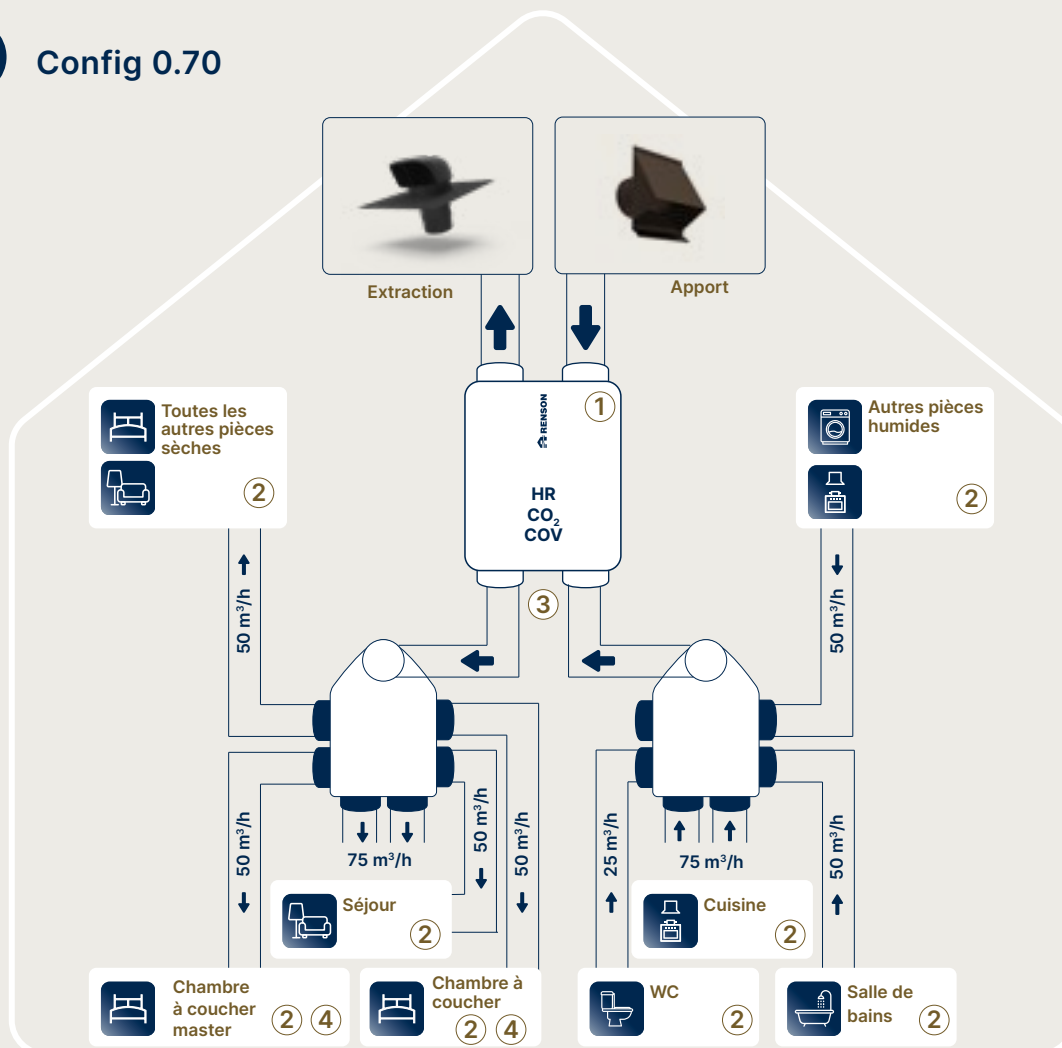 Config 0.70
Extraction
Apport
RENSON
1
HR
CO₂
COV
Toutes les
autres pièces
sèches
2
Autres pièces
humides
2
3
50 m³/h
50 m³/h
50 m³/h
75 m³/h
50 m³/h
50 m³/h
25 m³/h
75 m³/h
50 m³/h
Séjour
2
Cuisine
2
Chambre
à coucher
master
2 4
Chambre à
coucher
2 4
WC
2
Salle de
bains
2